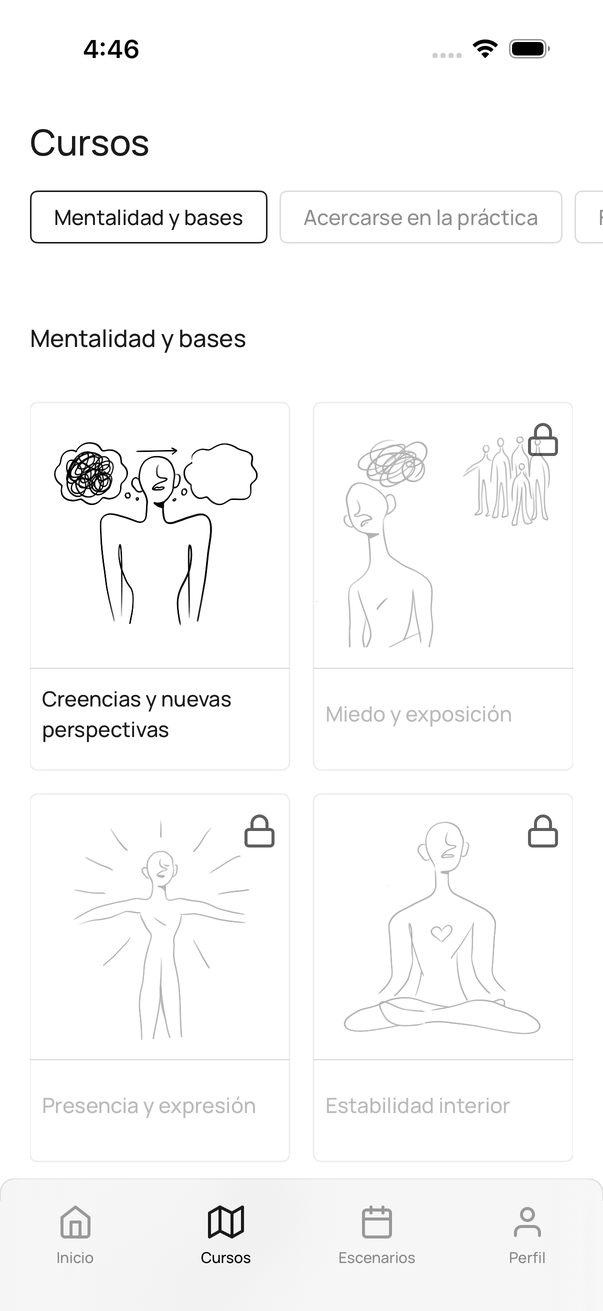 4:46
Cursos
Mentalidad y bases
Acercarse en la práctica
Mentalidad y bases
Creencias y nuevas
perspectivas
Miedo y exposición
Presencia y expresión
Estabilidad interior
Inicio
Cursos
Escenarios
Perfil